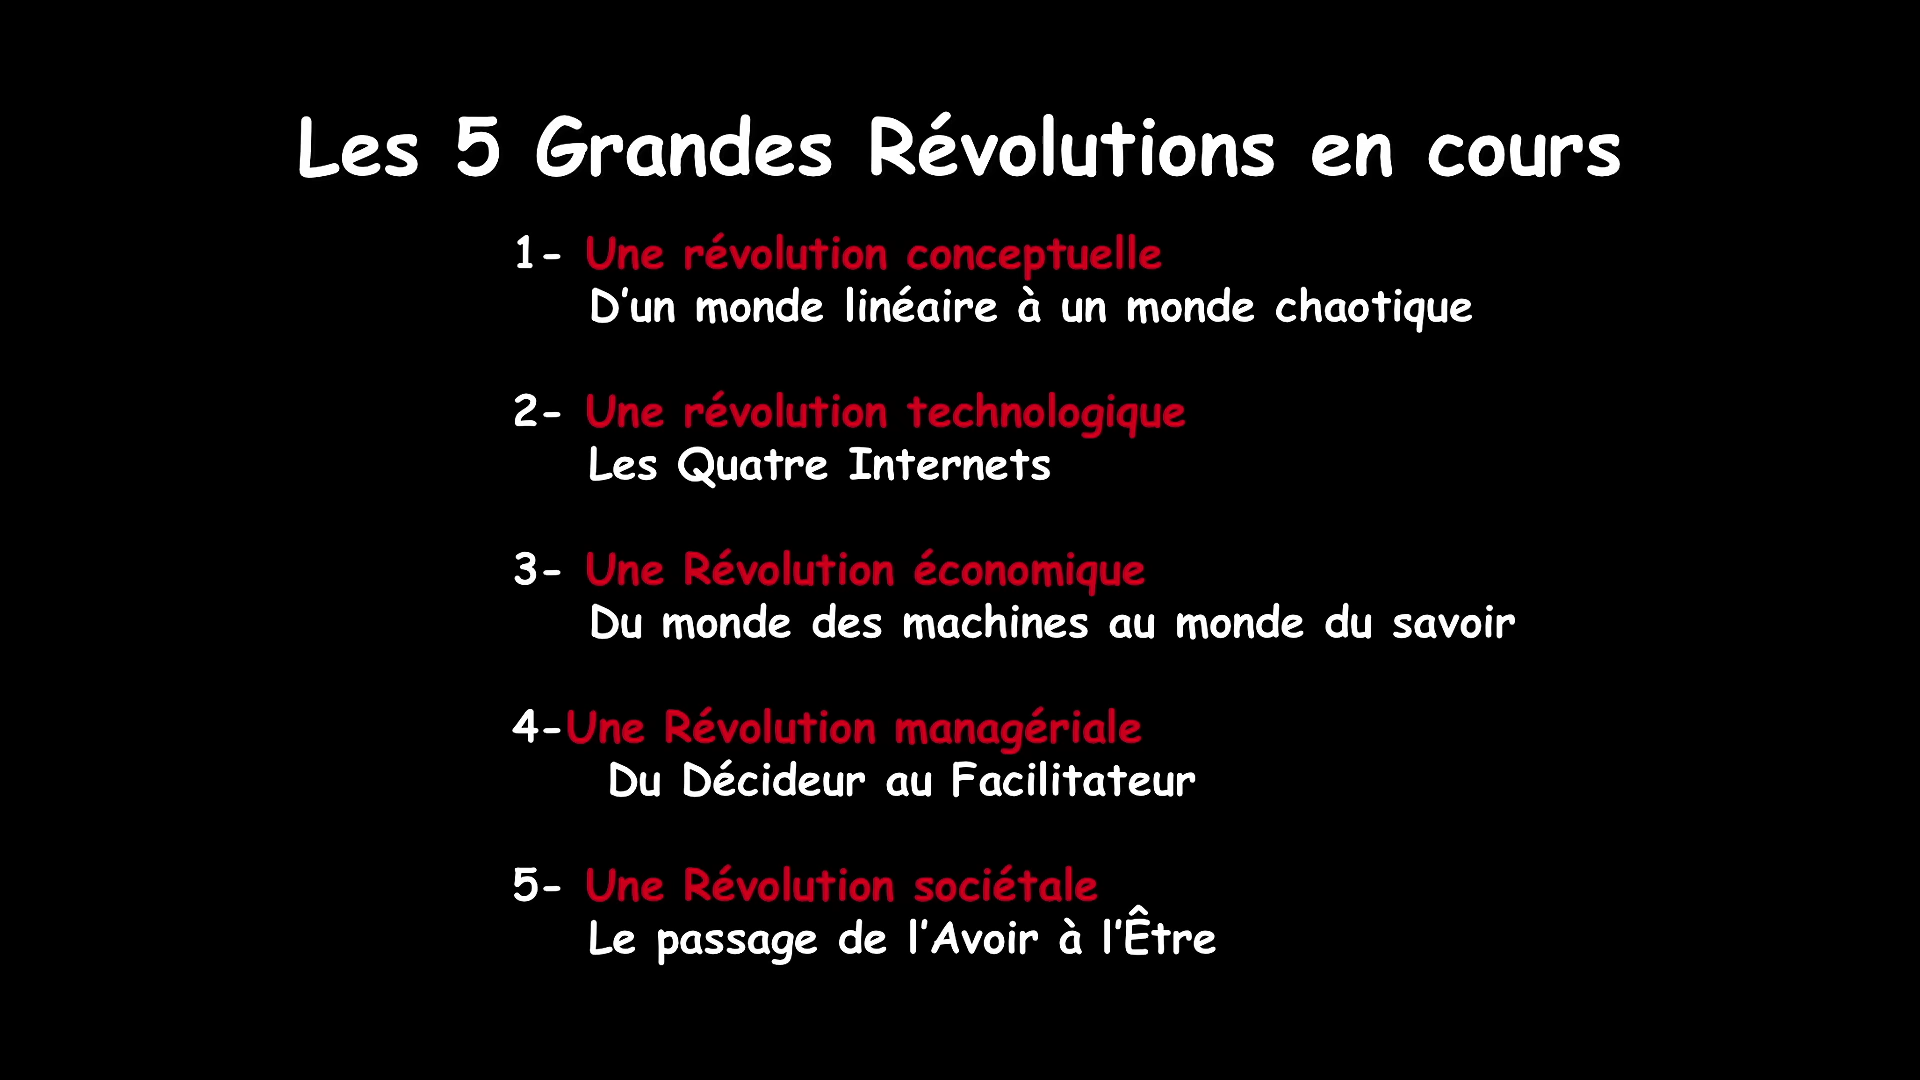 Les 5 Grandes Révolutions en cours
1- Une révolution conceptuelle
D'un monde linéaire à un monde chaotique
2- Une révolution technologique
Les Quatre Internets
3- Une Révolution économique
Du monde des machines au monde du savoir
4-Une Révolution managériale
Du Décideur au Facilitateur
5- Une Révolution sociétale
Le passage de l'Avoir à l'Être